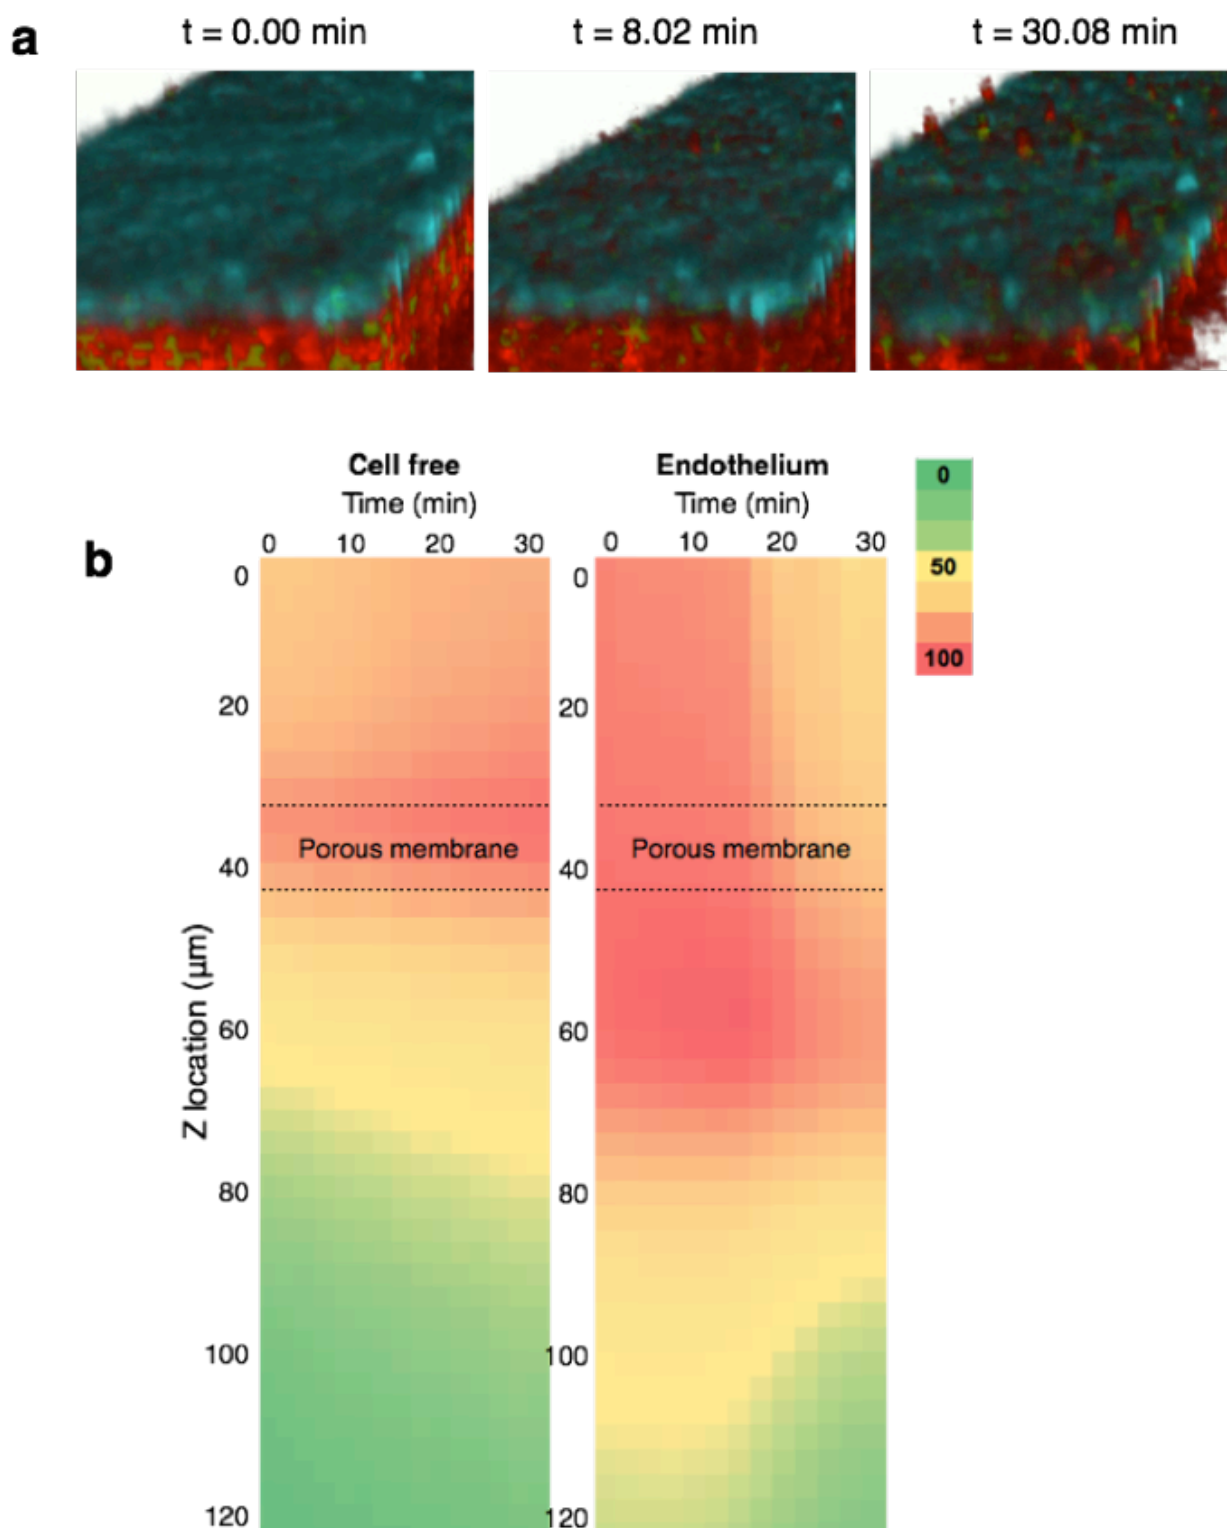 a
t = 0.00 min
t = 8.02 min
t = 30.08 min
b
Cell free
Time (min)
0 10 20 30
Endothelium
Time (min)
0 10 20 30
0
50
100
Z location (µm)
0
20
40
60
80
100
120
Porous membrane
0
20
40
60
80
100
120
Porous membrane